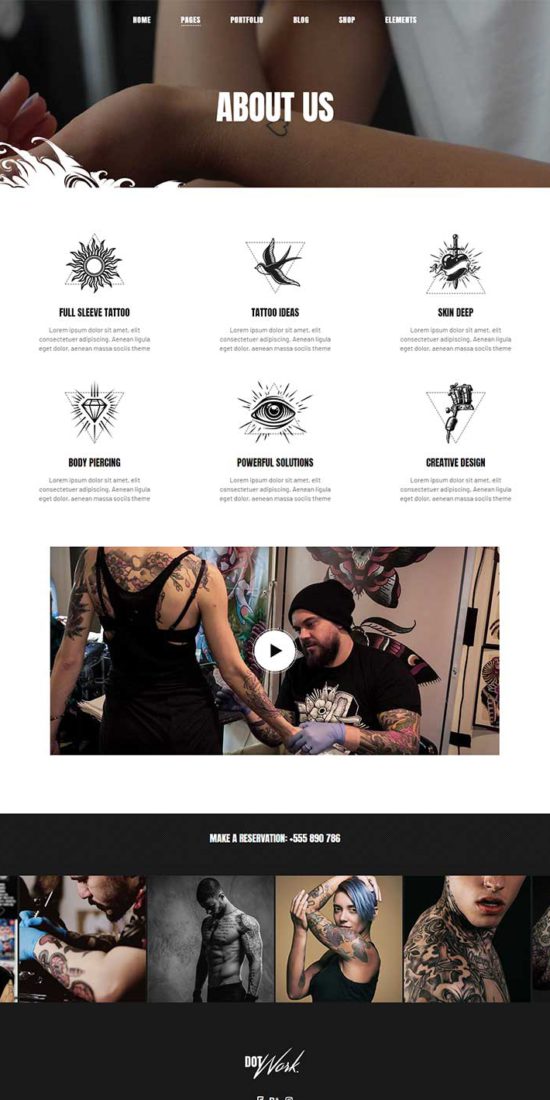 HOME PAGES PORTFOLIO BLOG SHOP ELEMENTS
ABOUT US
FULL SLEEVE TATTOO
Lorem ipsum dolor sit amet, elit
consectetuer adipiscing. Aenean ligula
eget dolor. aenean massa sociis theme
TATTOO IDEAS
Lorem ipsum dolor sit amet, elit
consectetuer adipiscing. Aenean ligula
eget dolor. aenean massa sociis theme
SKIN DEEP
Lorem ipsum dolor sit amet, elit
consectetuer adipiscing. Aenean ligula
eget dolor. aenean massa sociis theme
BODY PIERCING
Lorem ipsum dolor sit amet, elit
consectetuer adipiscing. Aenean ligula
eget dolor. aenean massa sociis theme
POWERFUL SOLUTIONS
Lorem ipsum dolor sit amet, elit
consectetuer adipiscing. Aenean ligula
eget dolor. aenean massa sociis theme
CREATIVE DESIGN
Lorem ipsum dolor sit amet, elit
consectetuer adipiscing. Aenean ligula
eget dolor. aenean massa sociis theme
MAKE A RESERVATION: +555 890 786
DOTWork.